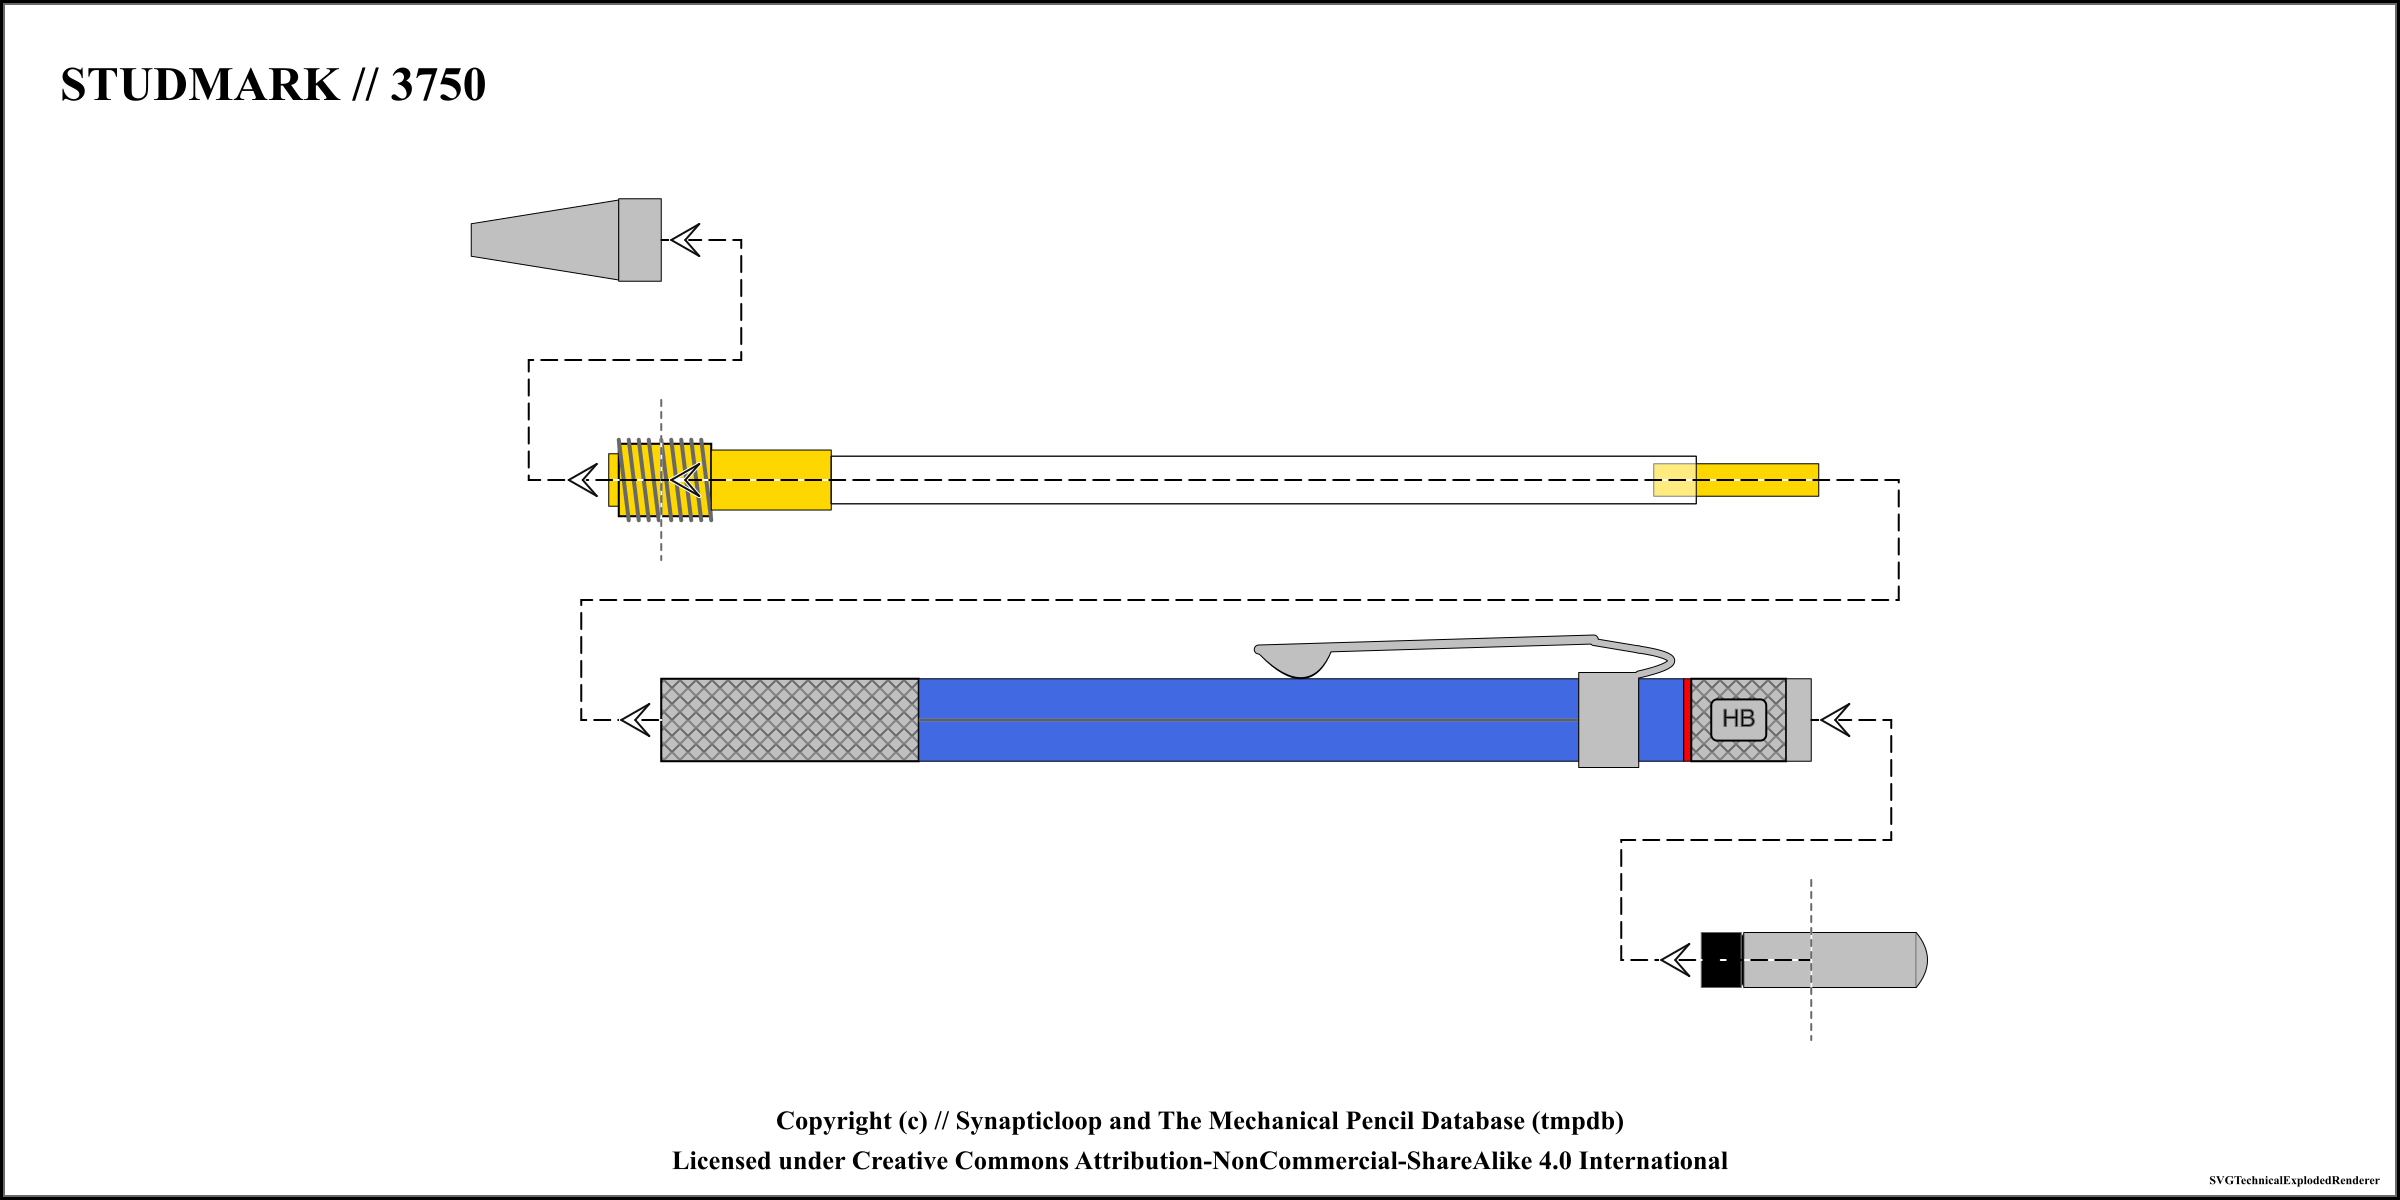 STUDMARK // 3750
HB
Copyright (c) // Synapticloop and The Mechanical Pencil Database (tmpdb)
Licensed under Creative Commons Attribution-NonCommercial-ShareAlike 4.0 International
SVGTechnicalExplodedRenderer